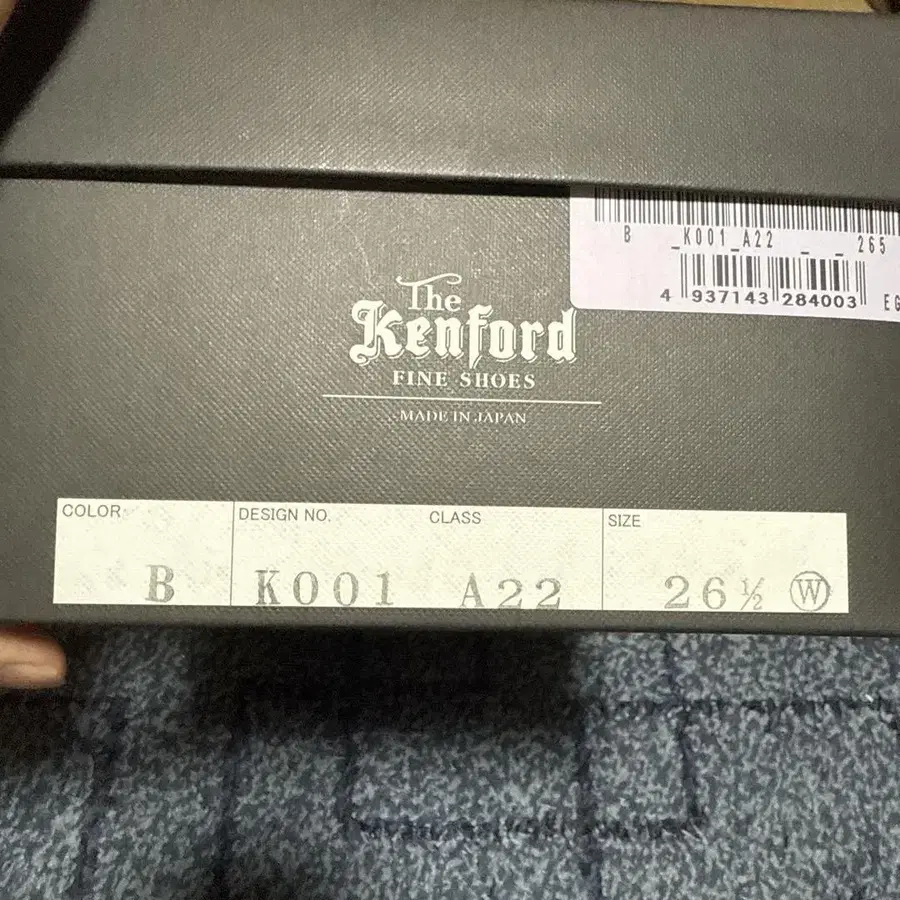 B _K001_A22 _ _ 265
4 937143 284003 EG
The
Kenford
FINE SHOES
MADE IN JAPAN
COLOR DESIGN NO. CLASS SIZE
B K001 A22 26½ W